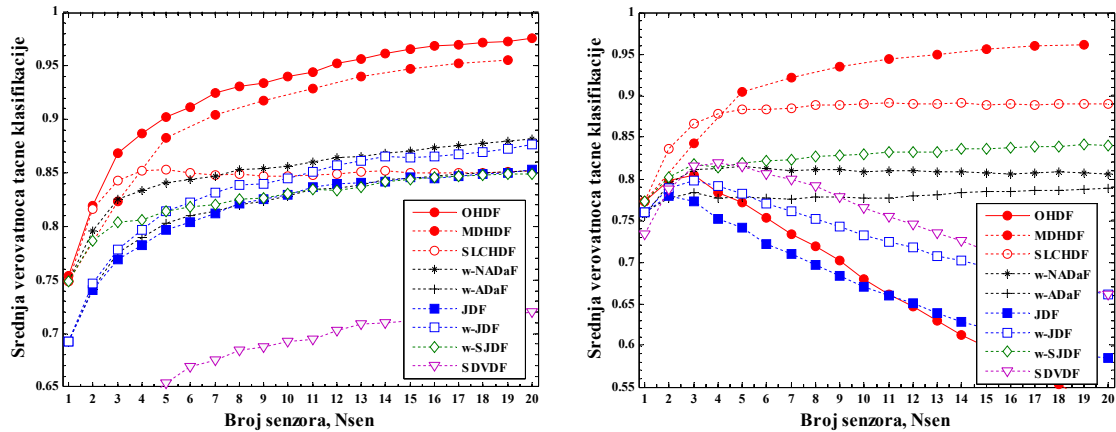 Srednja verovatnoca tacne klasifikacije
1
0.95
0.9
0.85
0.8
0.75
0.7
0.65
OHDF
MDHDF
SLCHDF
w-NADaF
w-ADaF
JDF
w-JDF
w-SJDF
SDVDF
1 2 3 4 5 6 7 8 9 10 11 12 13 14 15 16 17 18 19 20
Broj senzora, Nsen
Srednja verovatnoca tacne klasifikacije
1
0.95
0.9
0.85
0.8
0.75
0.7
0.65
0.6
0.55
OHDF
MDHDF
SLCHDF
w-NADaF
w-ADaF
JDF
w-JDF
w-SJDF
SDVDF
1 2 3 4 5 6 7 8 9 10 11 12 13 14 15 16 17 18 19 20
Broj senzora, Nsen